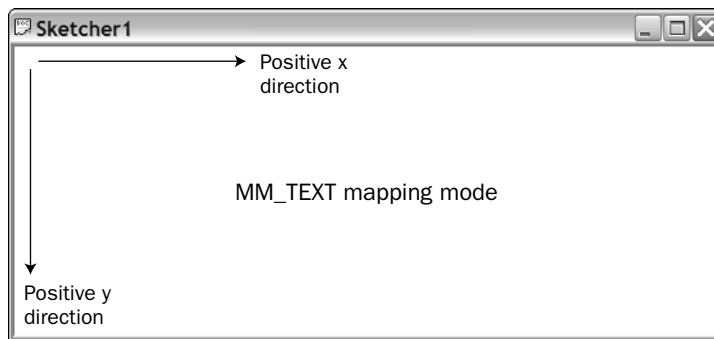 Sketcher1
Positive x
direction
MM_TEXT mapping mode
Positive y
direction